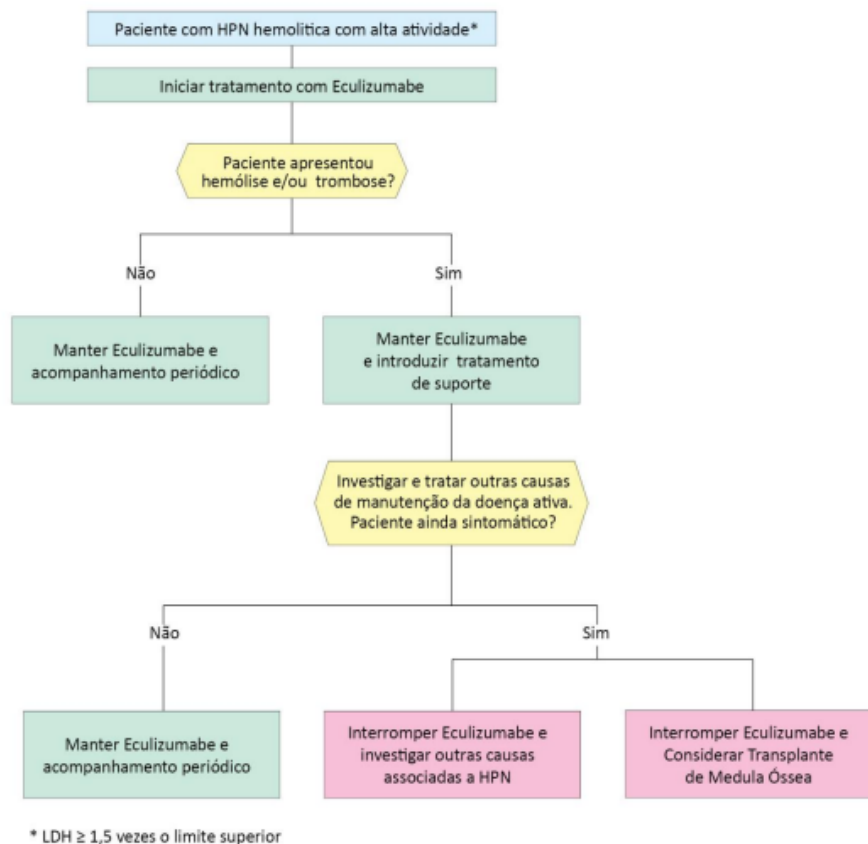 Paciente com HPN hemolitica com alta atividade*
Iniciar tratamento com Eculizumabe
Paciente apresentou
hemólise e/ou trombose?
Não
Sim
Manter Eculizumabe e
acompanhamento periódico
Manter Eculizumabe
e introduzir tratamento
de suporte
Investigar e tratar outras causas
de manutenção da doença ativa.
Paciente ainda sintomático?
Não
Sim
Manter Eculizumabe e
acompanhamento periódico
Interromper Eculizumabe e
investigar outras causas
associadas a HPN
Interromper Eculizumabe e
Considerar Transplante
de Medula Óssea
* LDH ≥ 1,5 vezes o limite superior